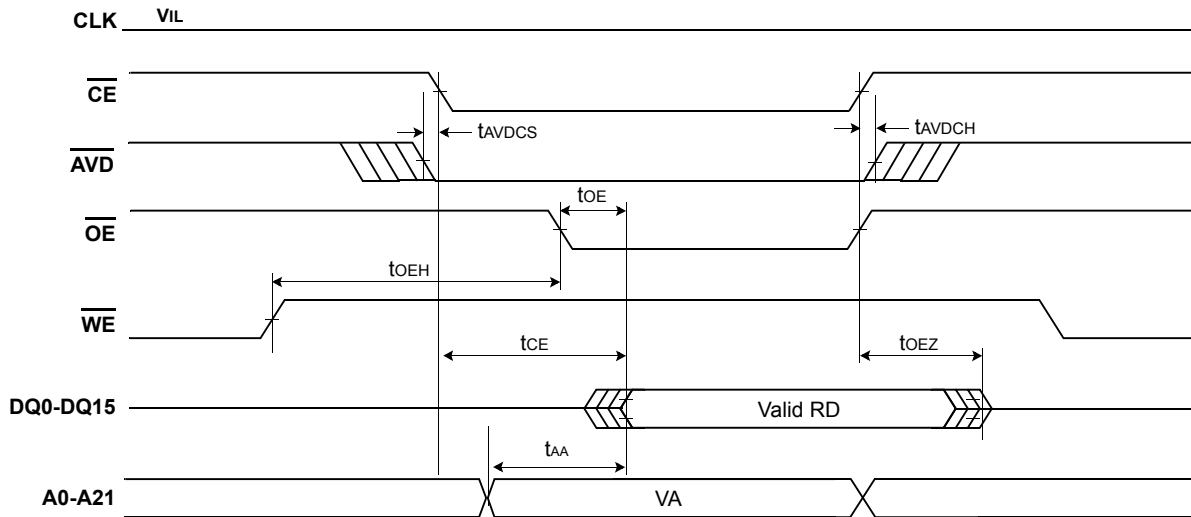 CLK VIL
CE
tAVDCS tAVDCH
AVD
tOE
OE
tOEH
WE
tCE tOEZ
DQ0-DQ15 Valid RD
tAA
A0-A21 VA